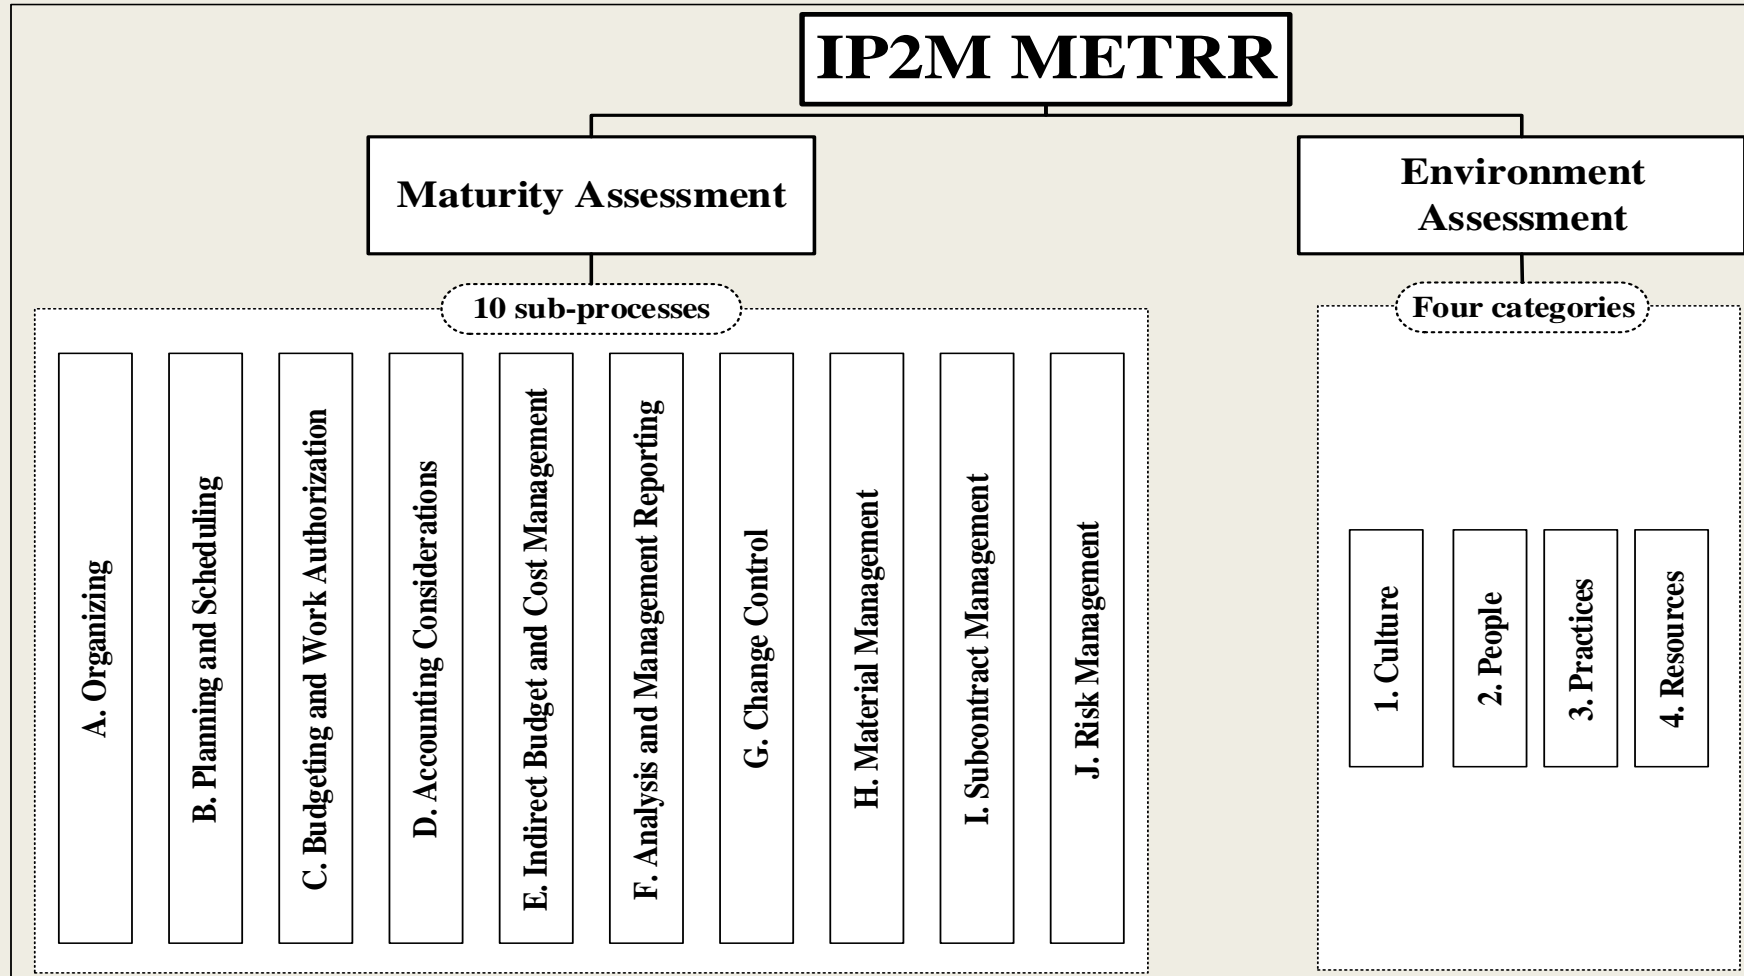 IP2M METRR
Maturity Assessment
Environment
Assessment
10 sub-processes
Four categories
A. Organizing
B. Planning and Scheduling
C. Budgeting and Work Authorization
D. Accounting Considerations
E. Indirect Budget and Cost Management
F. Analysis and Management Reporting
G. Change Control
H. Material Management
I. Subcontract Management
J. Risk Management
1. Culture
2. People
3. Practices
4. Resources